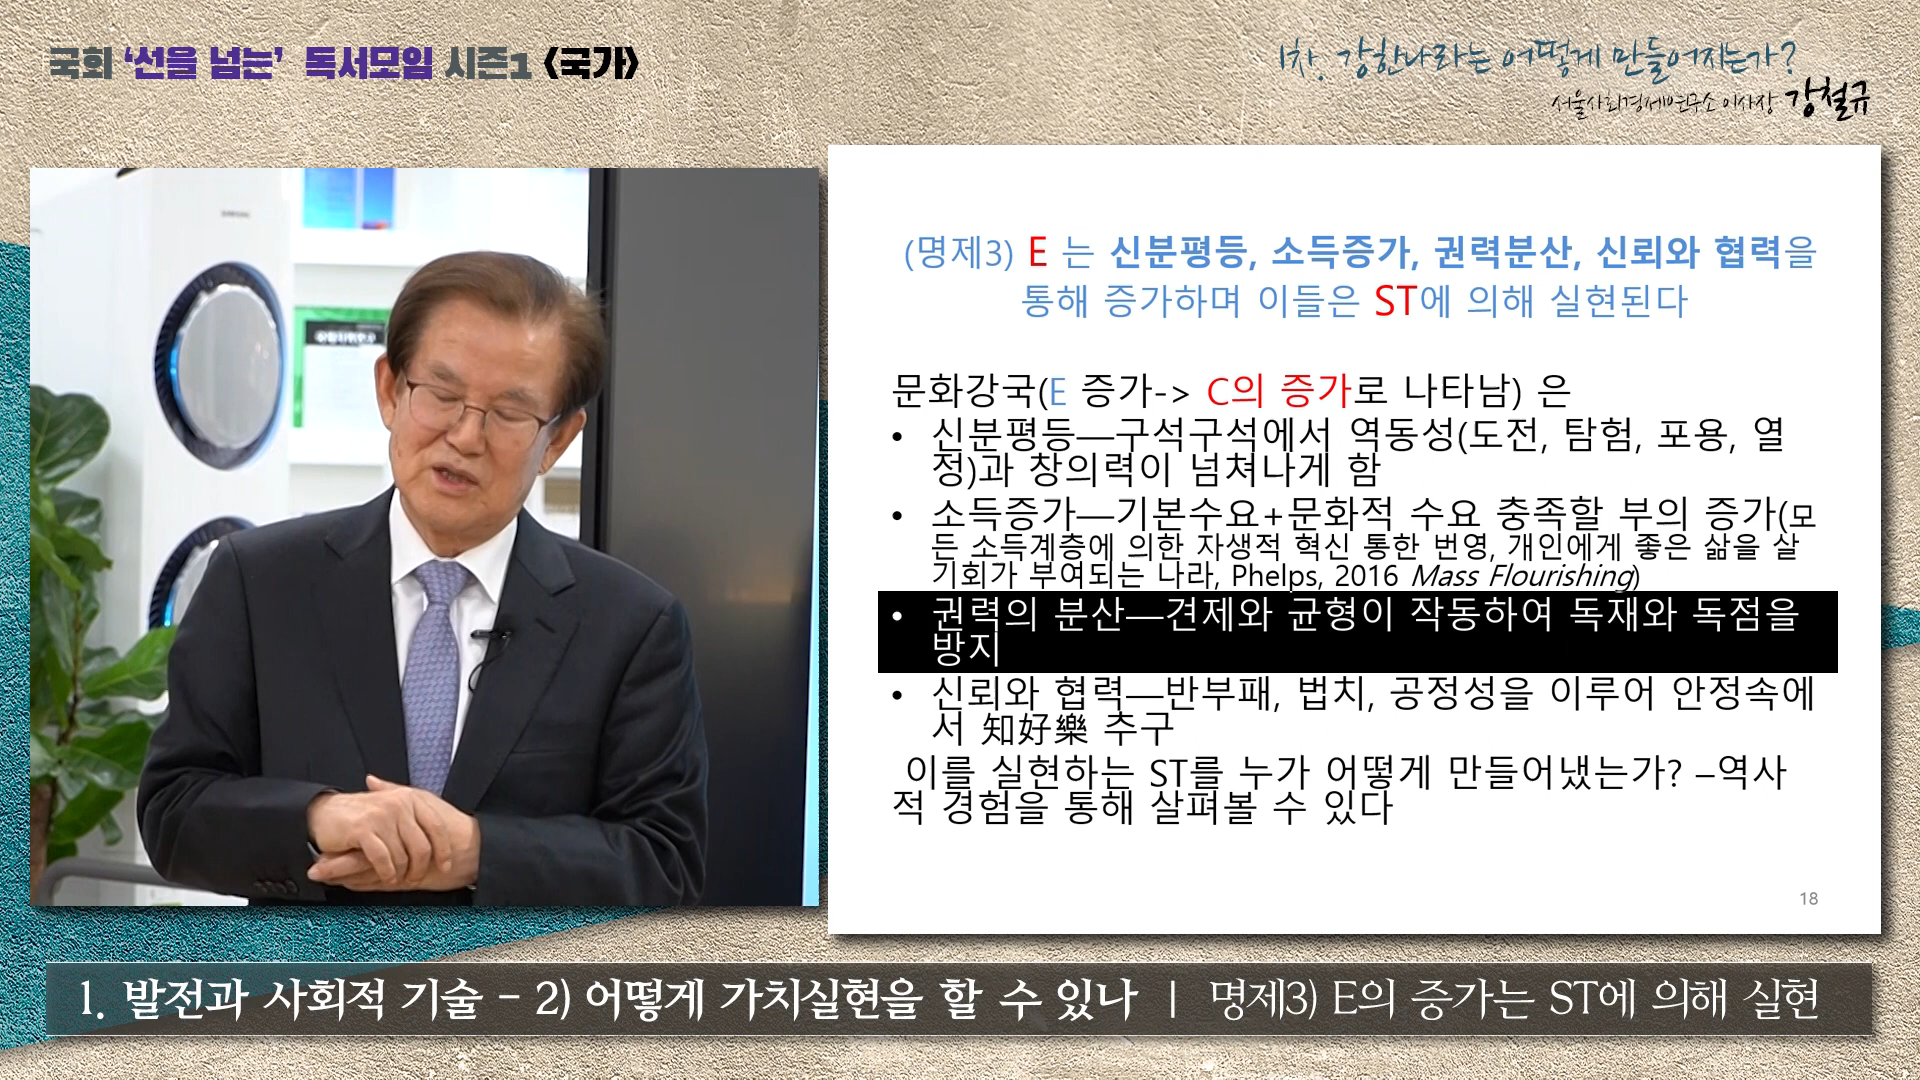 국회 ‘선을 넘는’ 독서모임 시즌1 <국가>
1차. 강한나라는 어떻게 만들어지는가?
서울사회경제연구소 이사장 강철규
(명제3) E 는 신분평등, 소득증가, 권력분산, 신뢰와 협력을
통해 증가하며 이들은 ST에 의해 실현된다
문화강국(E 증가-> C의 증가로 나타남) 은
• 신분평등—구석구석에서 역동성(도전, 탐험, 포용, 열
정)과 창의력이 넘쳐나게 함
• 소득증가—기본수요+문화적 수요 충족할 부의 증가(모
든 소득계층에 의한 자생적 혁신 통한 번영, 개인에게 좋은 삶을 살
기회가 부여되는 나라, Phelps, 2016 Mass Flourishing)
• 권력의 분산—견제와 균형이 작동하여 독재와 독점을
방지
• 신뢰와 협력—반부패, 법치, 공정성을 이루어 안정속에
서 知好樂 추구
이를 실현하는 ST를 누가 어떻게 만들어냈는가? –역사
적 경험을 통해 살펴볼 수 있다
18
1. 발전과 사회적 기술 - 2) 어떻게 가치실현을 할 수 있나 | 명제3) E의 증가는 ST에 의해 실현